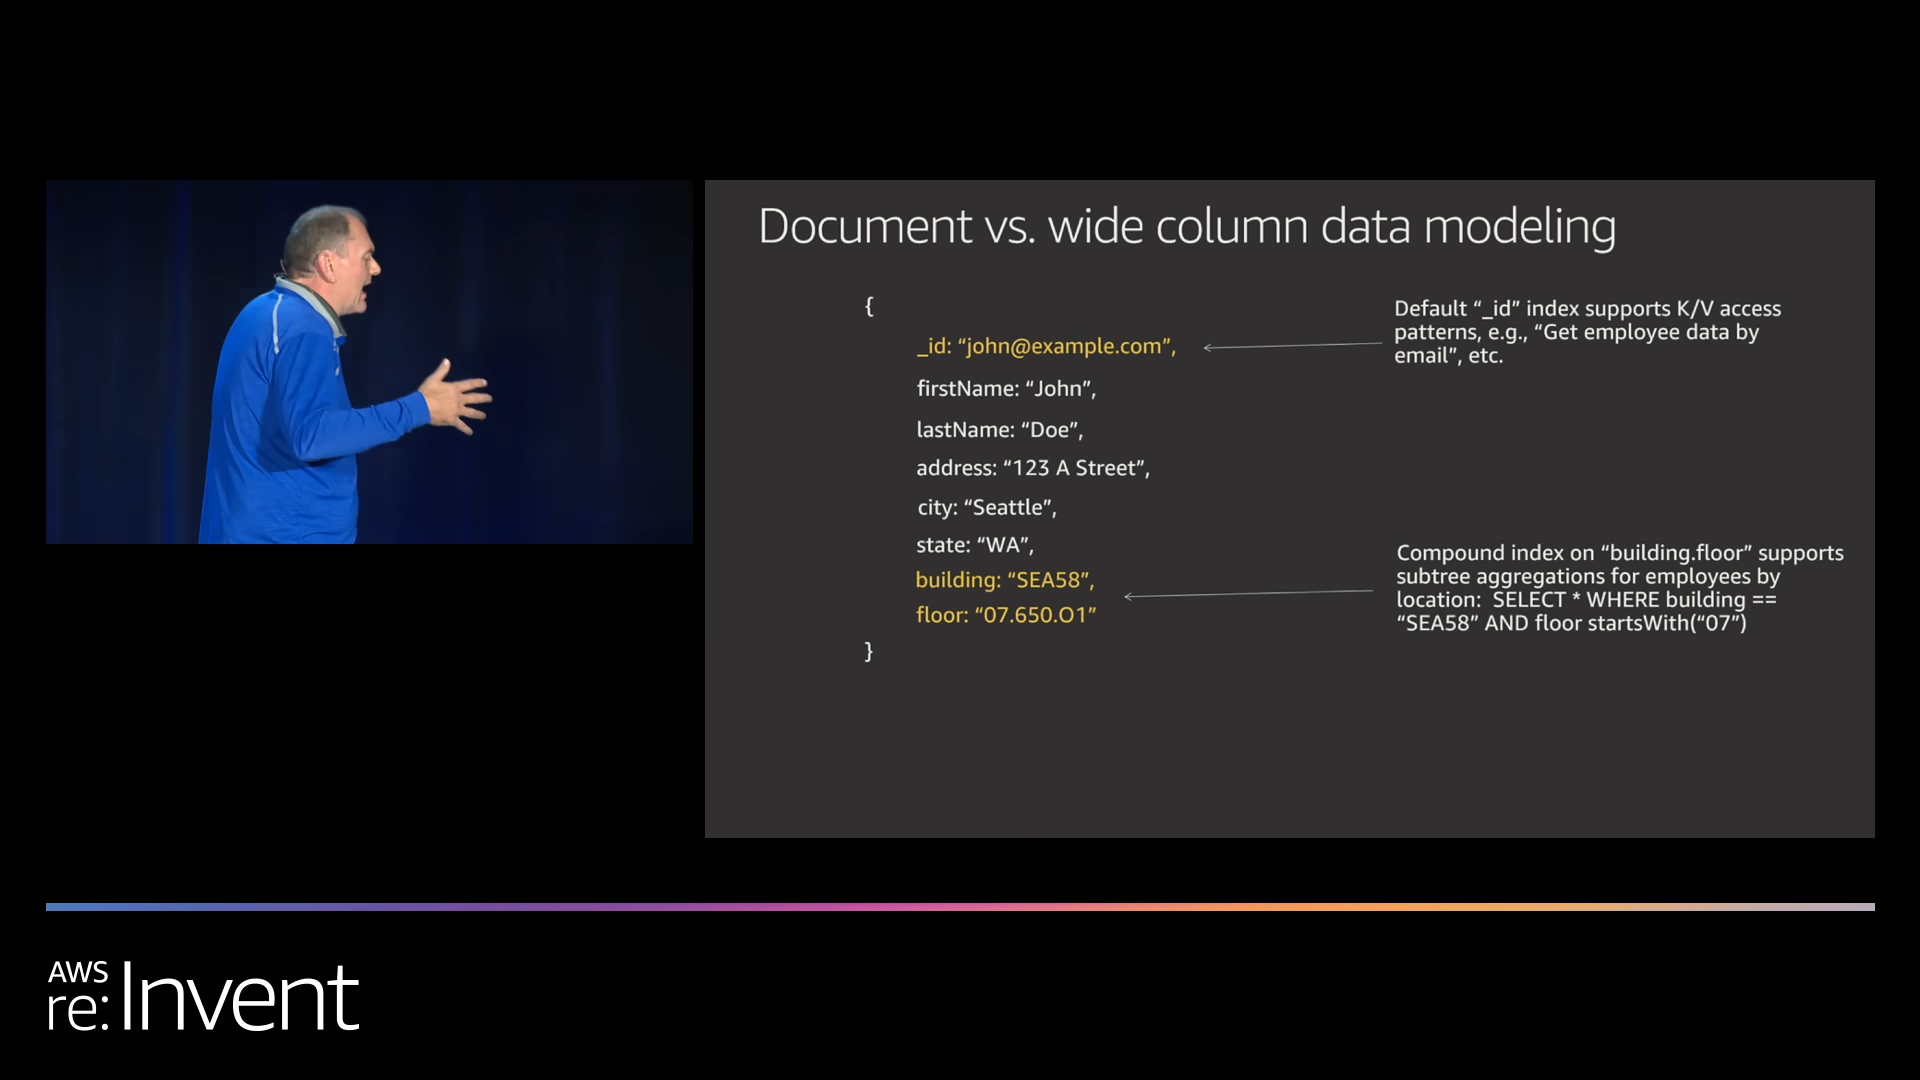 Document vs. wide column data modeling
{
_id: “john@example.com”,
firstName: “John”,
lastName: “Doe”,
address: “123 A Street”,
city: “Seattle”,
state: “WA”,
building: “SEA58”,
floor: “07.650.O1”
}
Default “_id” index supports K/V access
patterns, e.g., “Get employee data by
email”, etc.
Compound index on “building.floor” supports
subtree aggregations for employees by
location:  SELECT * WHERE building ==
“SEA58” AND floor startsWith(“07”)
AWS
re:Invent